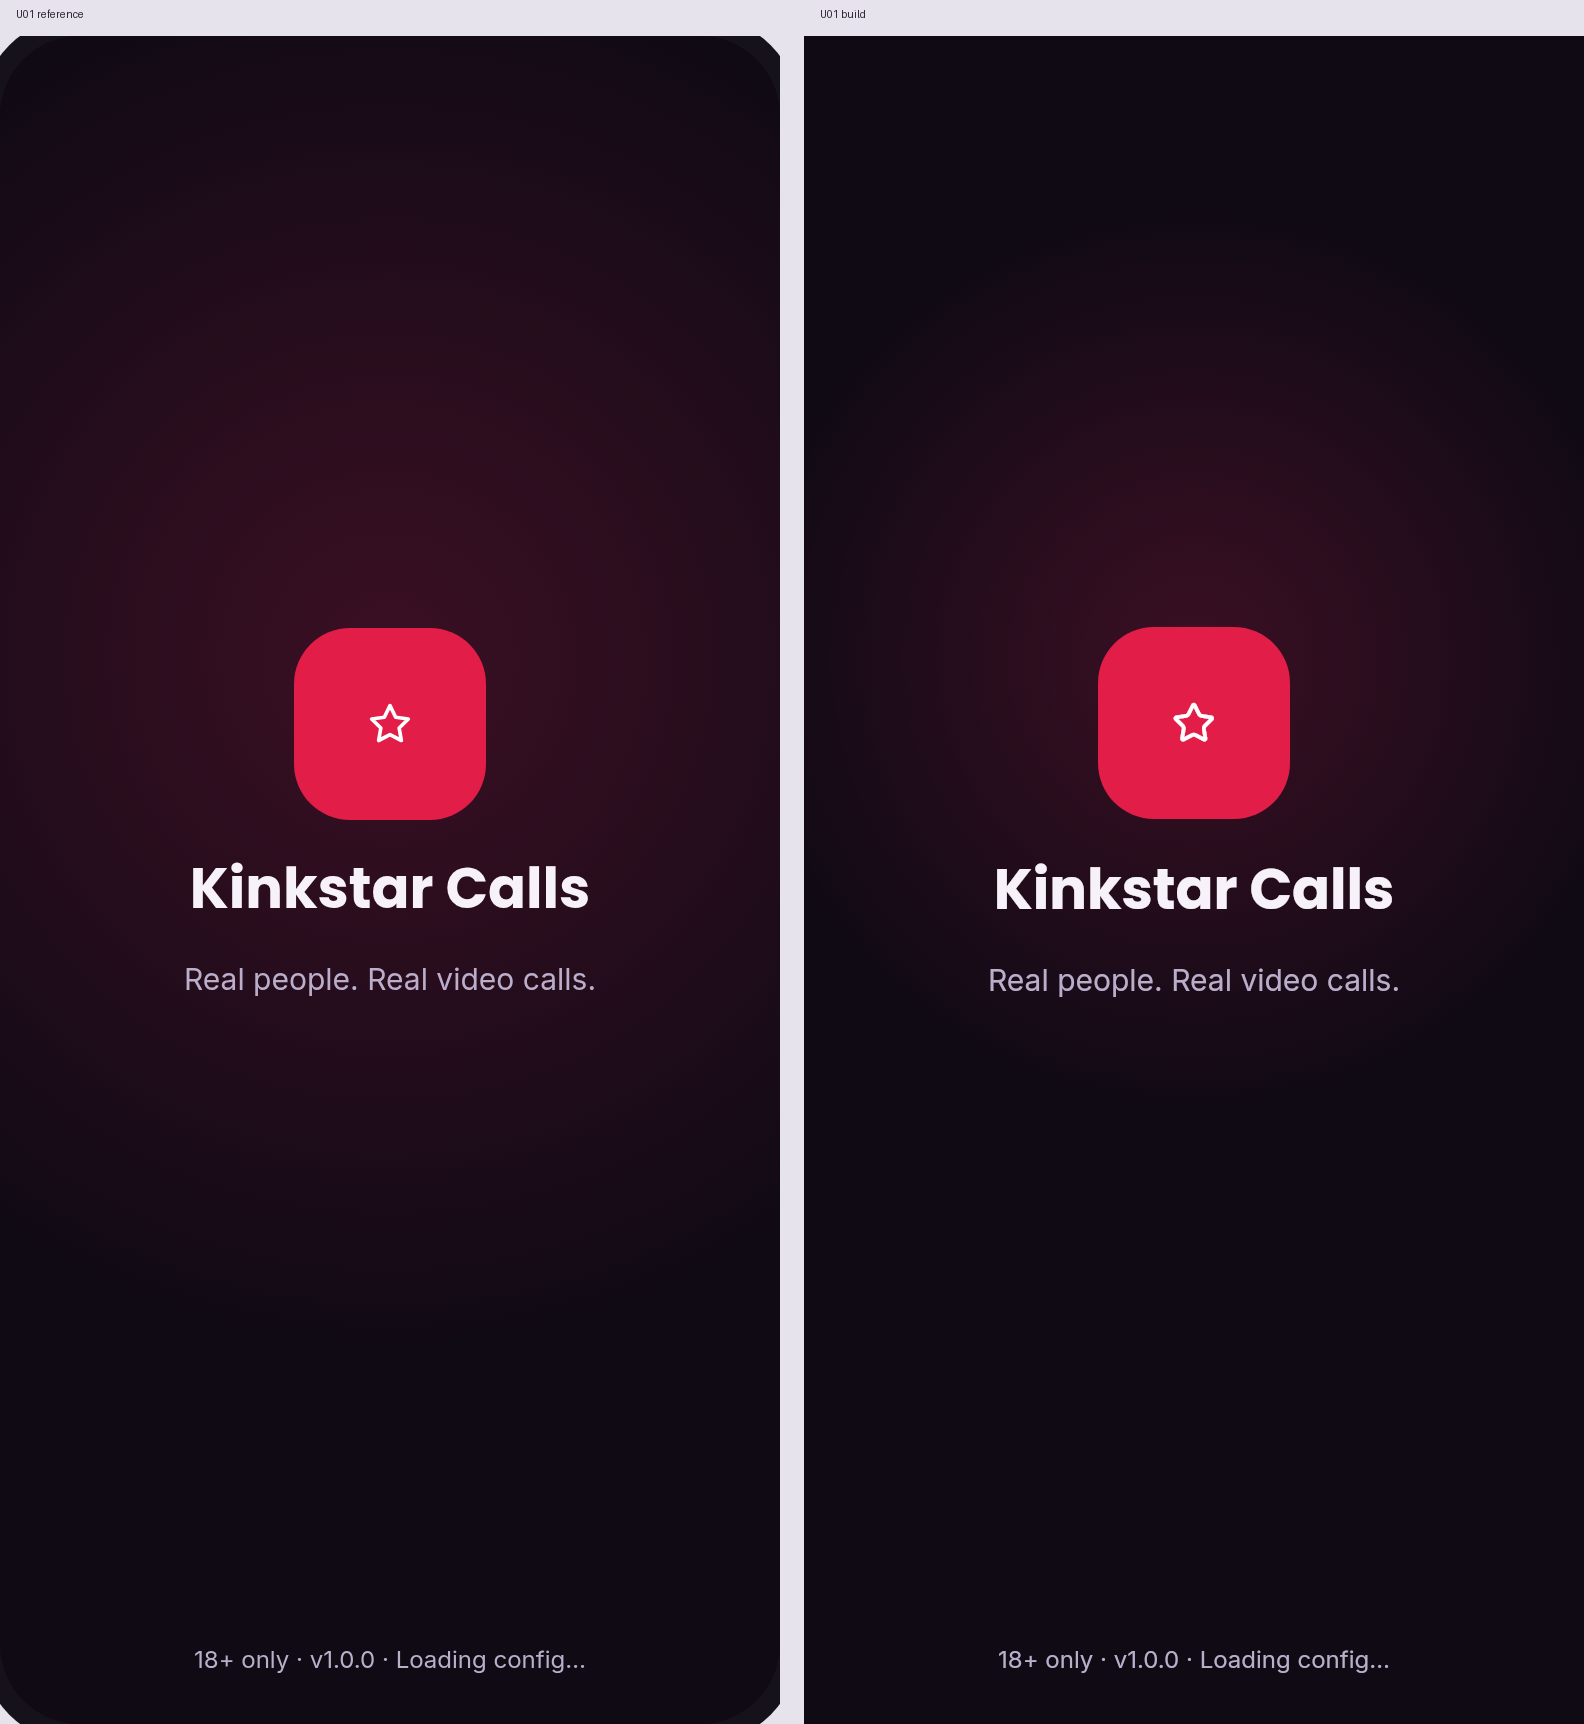 U01 reference
U01 build
Kinkstar Calls
Real people. Real video calls.
18+ only · v1.0.0 · Loading config...
Kinkstar Calls
Real people. Real video calls.
18+ only · v1.0.0 · Loading config...